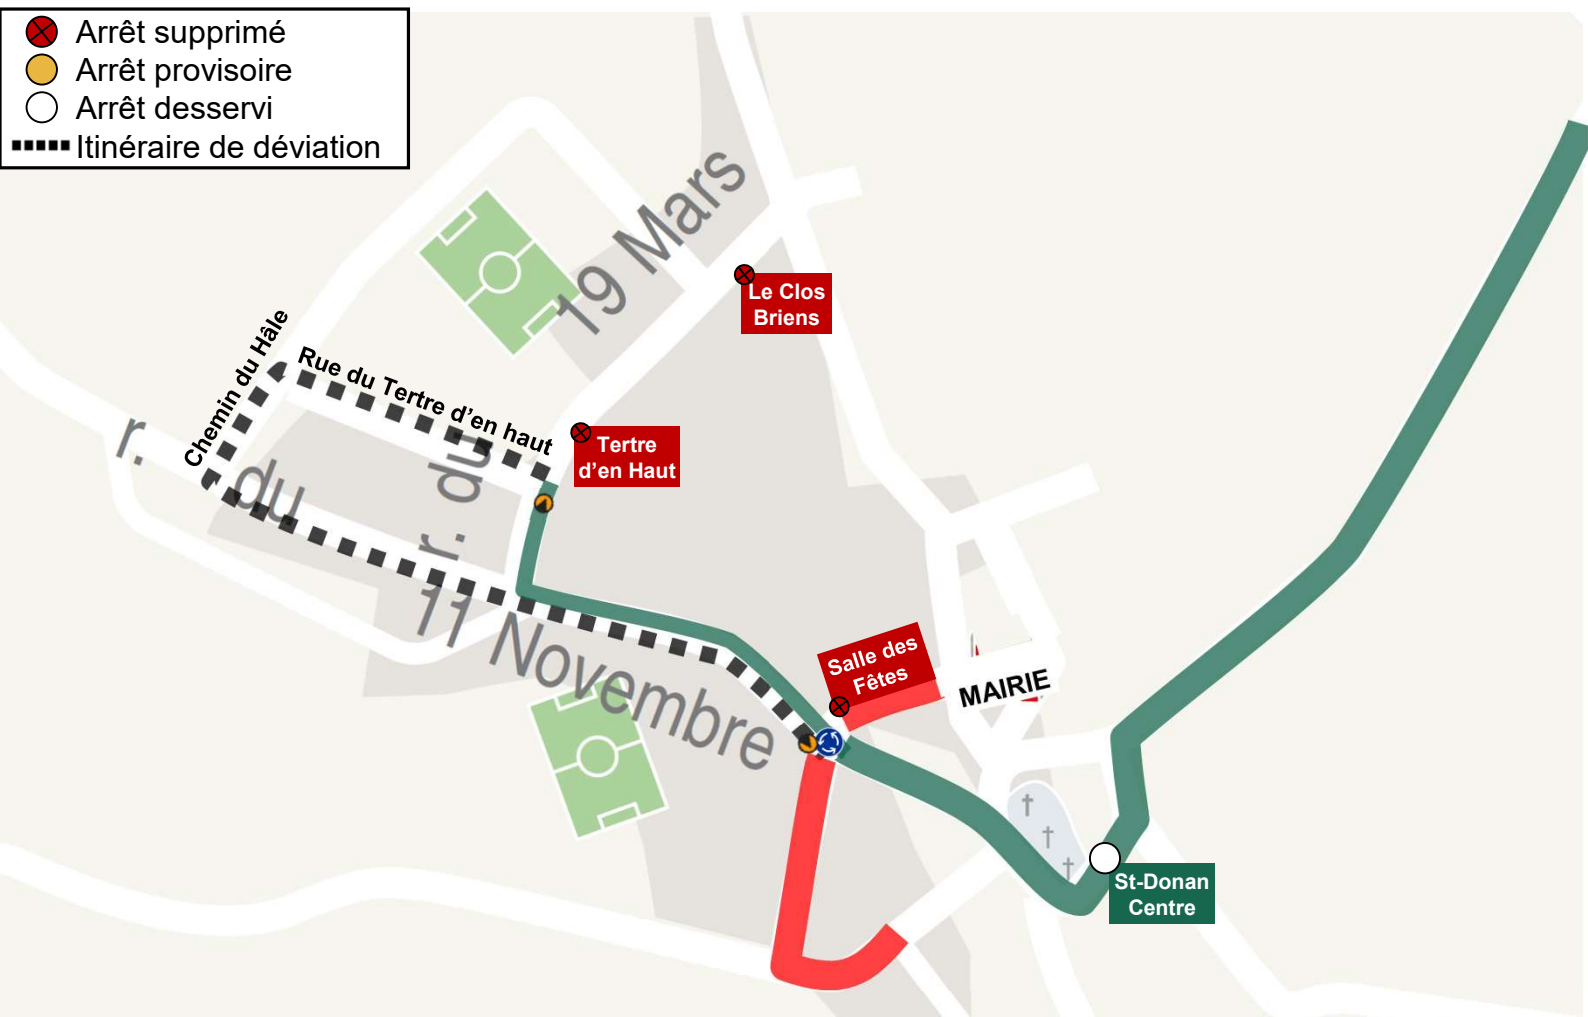 Arrêt supprimé
Arrêt provisoire
Arrêt desservi
Itinéraire de déviation
19 Mars
Le Clos
Briens
Chemin du Hâle
Rue du Tertre d'en haut
Tertre
d'en Haut
r. du
r. du
11 Novembre
Salle des
Fêtes
MAIRIE
St-Donan
Centre